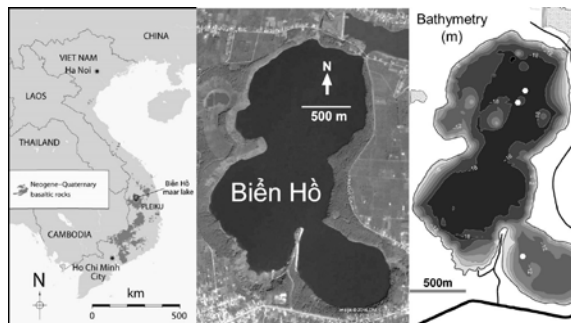 CHINA
VIET NAM
Ha Noi
LAOS
THAILAND
Neogene-Quaternary
basaltic rocks
Biển Hồ
maar lake
PLEIKU
CAMBODIA
Ho Chi Minh
City
N
km
0
500
N
500 m
Biển Hồ
Bathymetry
(m)
500m